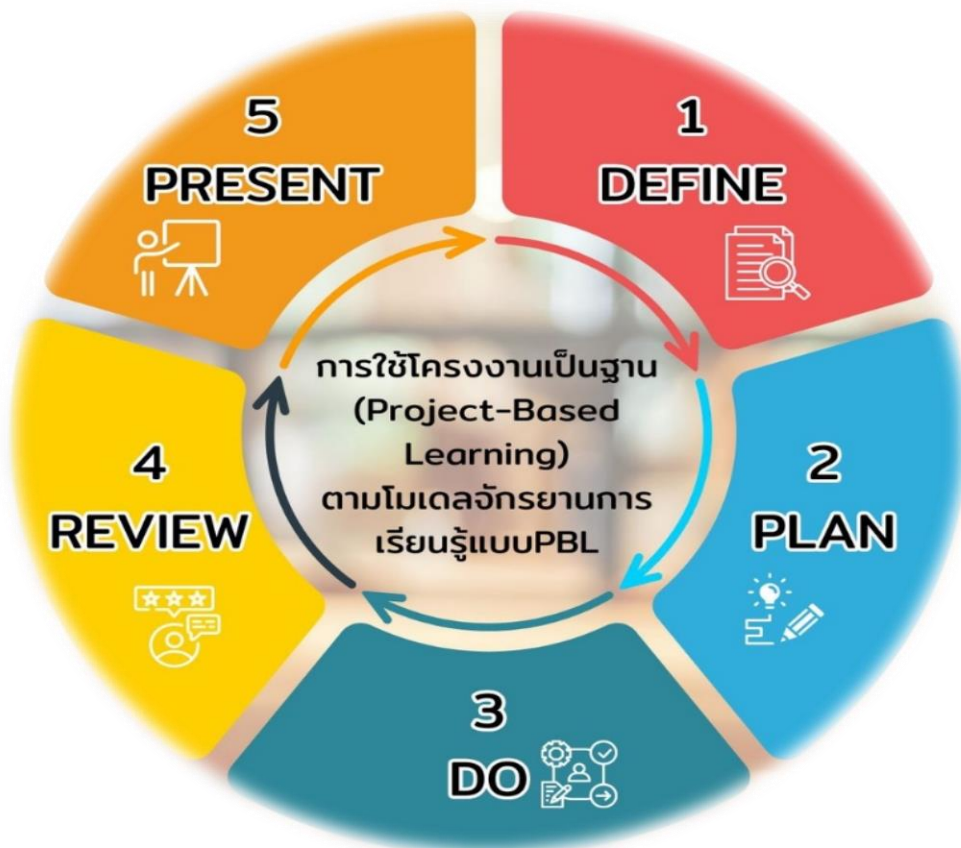 1
DEFINE
2
PLAN
3
DO
4
REVIEW
5
PRESENT
การใช้โครงงานเป็นฐาน
(Project-Based
Learning)
ตามโมเดลจักรยานการ
เรียนรู้แบบPBL